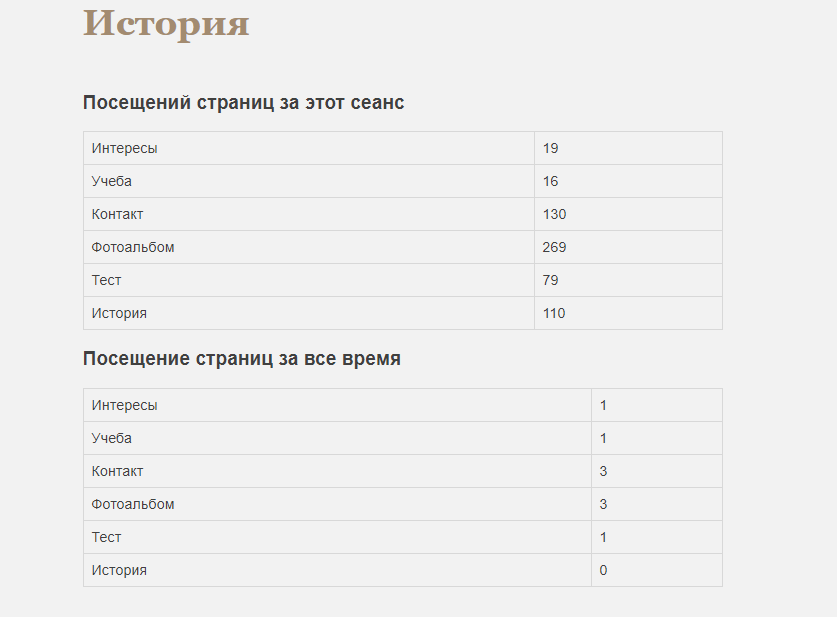 История
Посещений страниц за этот сеанс
Интересы 19
Учеба 16
Контакт 130
Фотоальбом 269
Тест 79
История 110
Посещение страниц за все время
Интересы 1
Учеба 1
Контакт 3
Фотоальбом 3
Тест 1
История 0